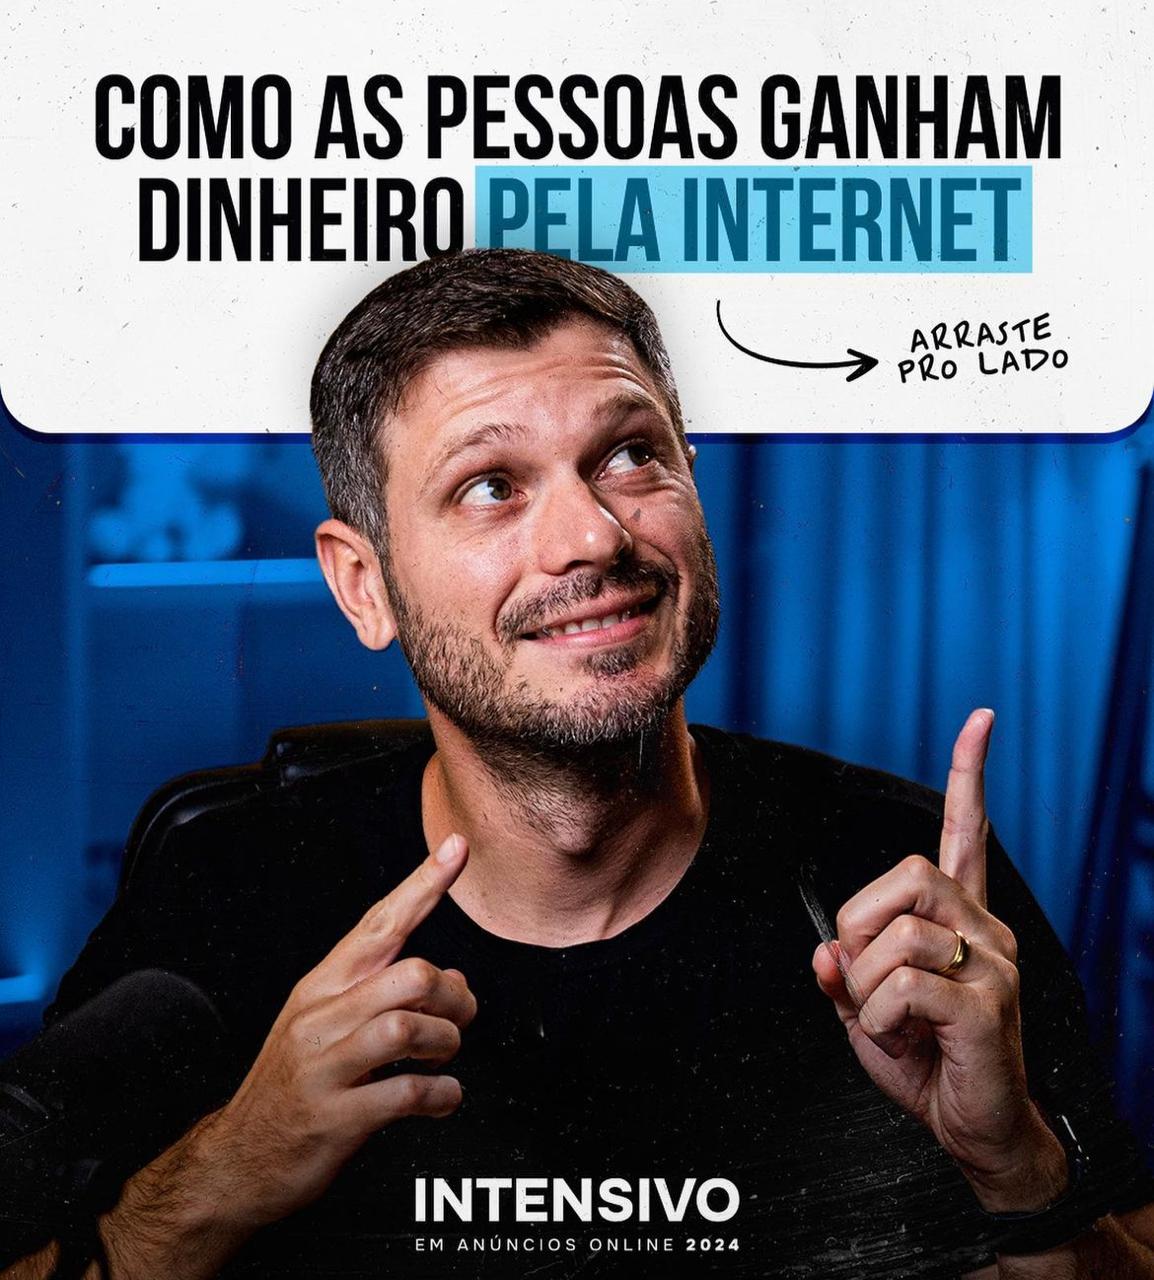 COMO AS PESSOAS GANHAM
DINHEIRO PELA INTERNET
ARRASTE
PRO LADO
INTENSIVO
EM ANÚNCIOS ONLINE 2024